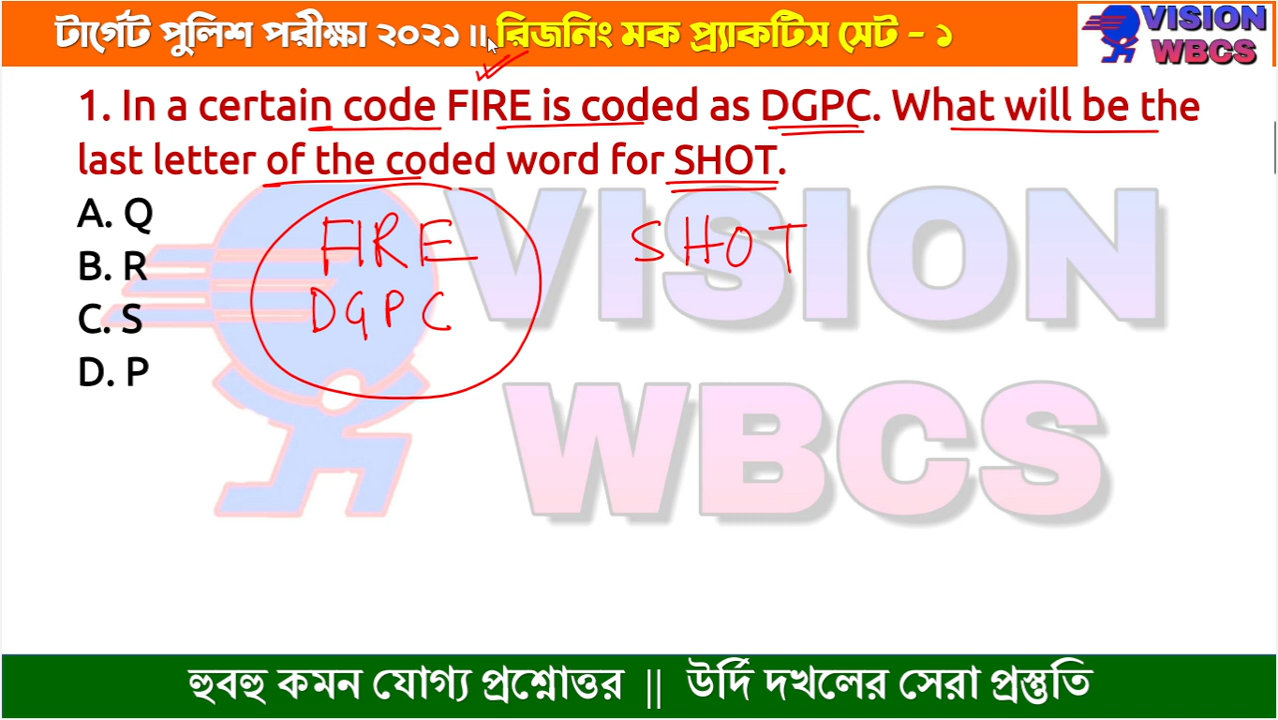 টার্গেট পুলিশ পরীক্ষা ২০২১ ॥ রিজনিং মক প্র্যাকটিস সেট - ১
VISION
WBCS
1. In a certain code FIRE is coded as DGPC. What will be the
last letter of the coded word for SHOT.
A. Q
B. R
C. S
D. P
FIRE SHOT
DGPC
VISION
WBCS
হুবহু কমন যোগ্য প্রশ্নোত্তর || উর্দি দখলের সেরা প্রস্তুতি